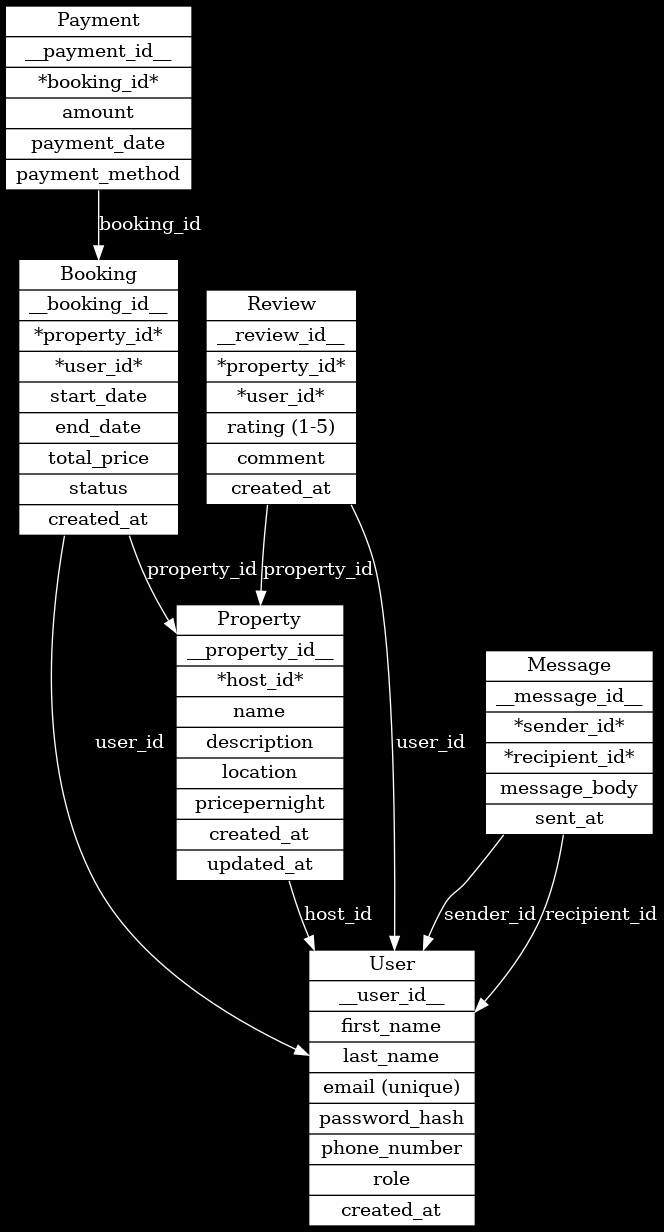 Payment
__payment_id__
*booking_id*
amount
payment_date
payment_method
booking_id
Booking
__booking_id__
*property_id*
*user_id*
start_date
end_date
total_price
status
created_at
Review
__review_id__
*property_id*
*user_id*
rating (1-5)
comment
created_at
property_id
property_id
Property
__property_id__
*host_id*
name
description
location
pricepernight
created_at
updated_at
user_id
user_id
Message
__message_id__
*sender_id*
*recipient_id*
message_body
sent_at
host_id
sender_id
recipient_id
User
__user_id__
first_name
last_name
email (unique)
password_hash
phone_number
role
created_at